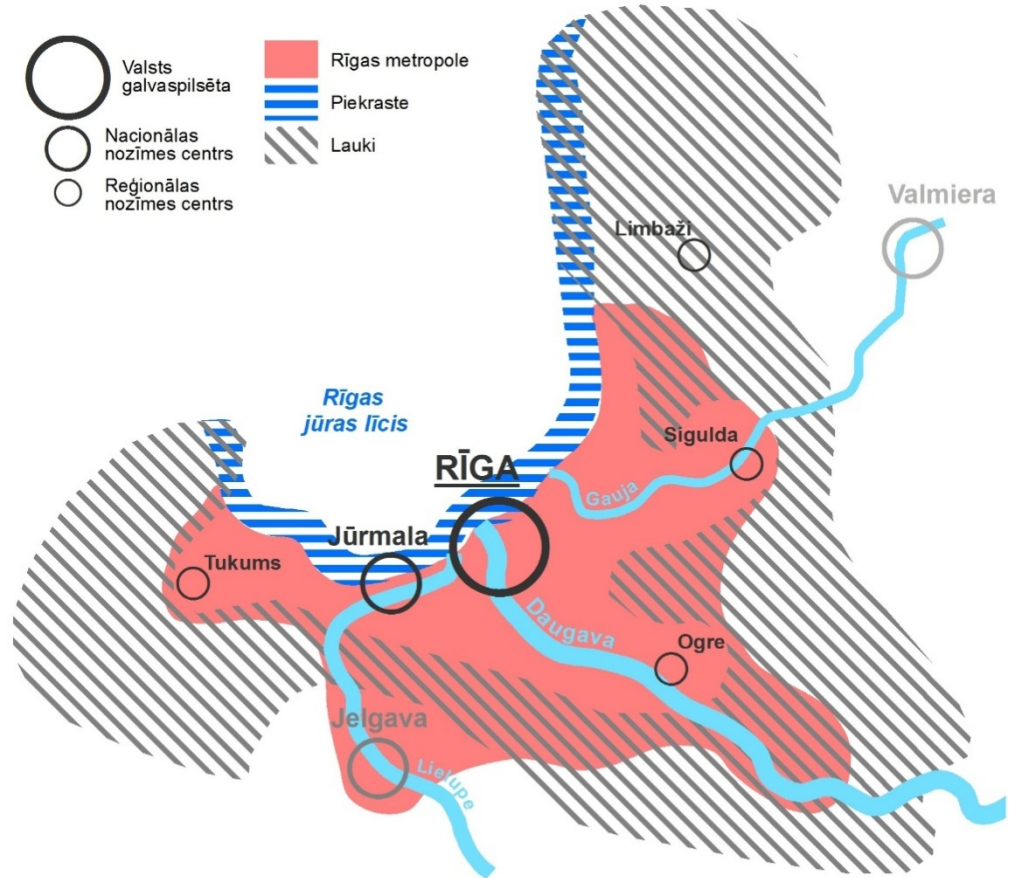 Valsts
galvaspilsēta
Nacionālas
nozīmes centrs
Reģionālas
nozīmes centrs
Rīgas metropole
Piekraste
Lauki
Valmiera
Limbaži
Rīgas
jūras līcis
Sigulda
RĪGA
Gauja
Jūrmala
Tukums
Daugava
Ogre
Jelgava
Lielupe